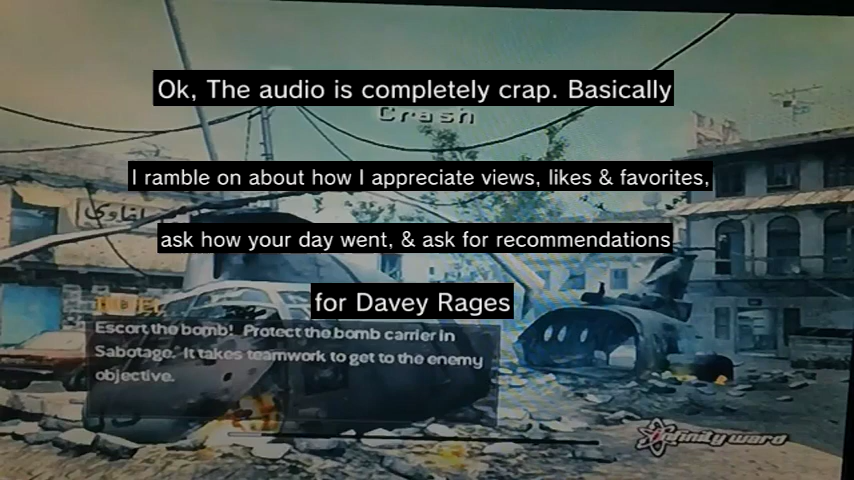 Ok, The audio is completely crap. Basically
Crash
I ramble on about how I appreciate views, likes & favorites,
ask how your day went, & ask for recommendations
for Davey Rages
Escort the bomb! Protect the bomb carrier in
Sabotage. It takes teamwork to get to the enemy
objective.
Infinity ward